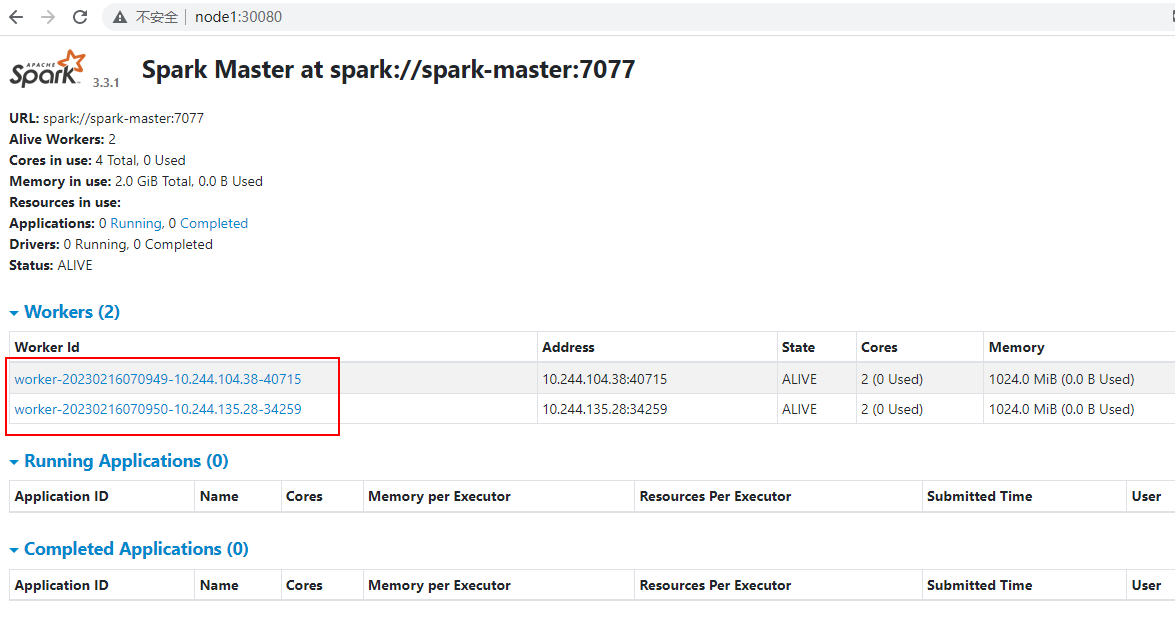 不安全 node1:30080
APACHE Spark 3.3.1 Spark Master at spark://spark-master:7077
URL: spark://spark-master:7077
Alive Workers: 2
Cores in use: 4 Total, 0 Used
Memory in use: 2.0 GiB Total, 0.0 B Used
Resources in use:
Applications: 0 Running, 0 Completed
Drivers: 0 Running, 0 Completed
Status: ALIVE
Workers (2)
Worker Id Address State Cores Memory
worker-20230216070949-10.244.104.38-40715 10.244.104.38:40715 ALIVE 2 (0 Used) 1024.0 MiB (0.0 B Used)
worker-20230216070950-10.244.135.28-34259 10.244.135.28:34259 ALIVE 2 (0 Used) 1024.0 MiB (0.0 B Used)
Running Applications (0)
Application ID Name Cores Memory per Executor Resources Per Executor Submitted Time User
Completed Applications (0)
Application ID Name Cores Memory per Executor Resources Per Executor Submitted Time User